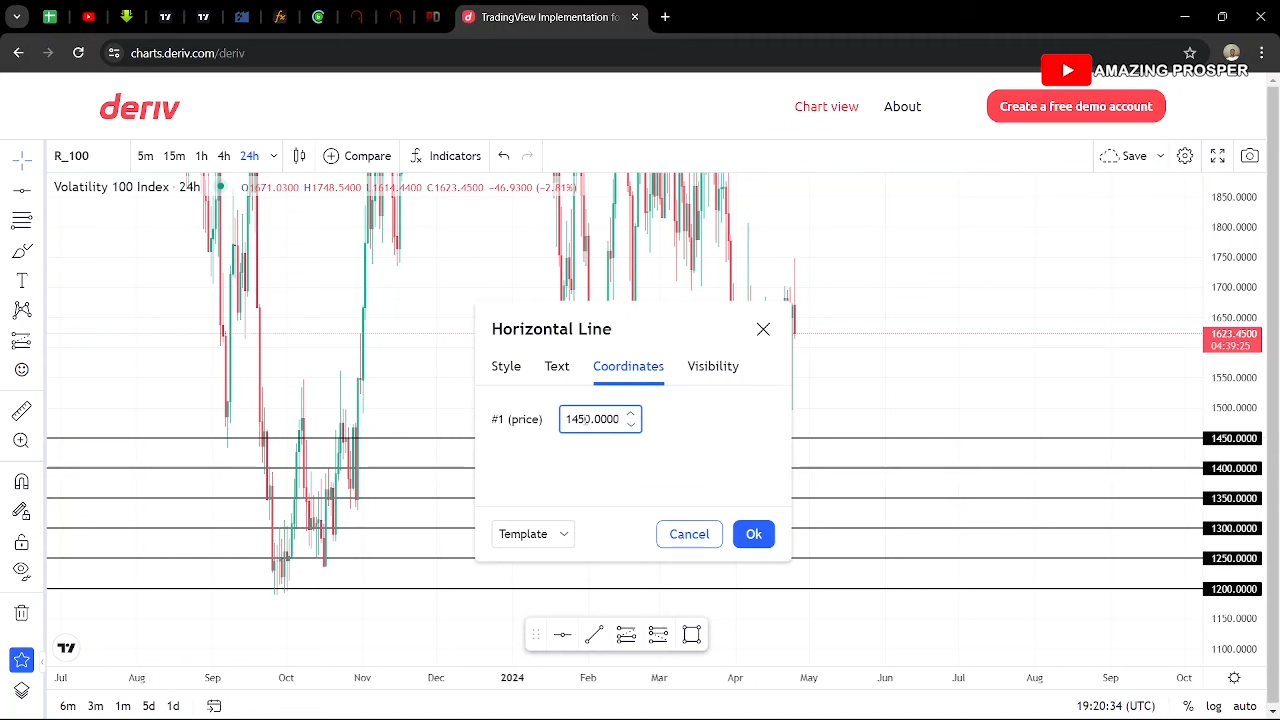 TradingView Implementation fo
charts.deriv.com/deriv
AMAZING PROSPER
deriv
Chart view
About
Create a free demo account
R_100
5m 15m 1h 4h 24h
Compare
Indicators
Save
Volatility 100 Index · 24h O1671.0300 H1748.5400 L1614.4400 C1623.4500 −46.9300 (−2.81%)
1850.0000
1800.0000
1750.0000
1700.0000
1650.0000
1623.4500
04:39:25
1550.0000
1500.0000
1450.0000
1400.0000
1350.0000
1300.0000
1250.0000
1200.0000
1150.0000
1100.0000
Horizontal Line
Style Text Coordinates Visibility
#1 (price) 1450.0000
Template
Cancel
Ok
Jul Aug Sep Oct Nov Dec 2024 Feb Mar Apr May Jun Jul Aug Sep Oct
6m 3m 1m 5d 1d
19:20:34 (UTC) % log auto